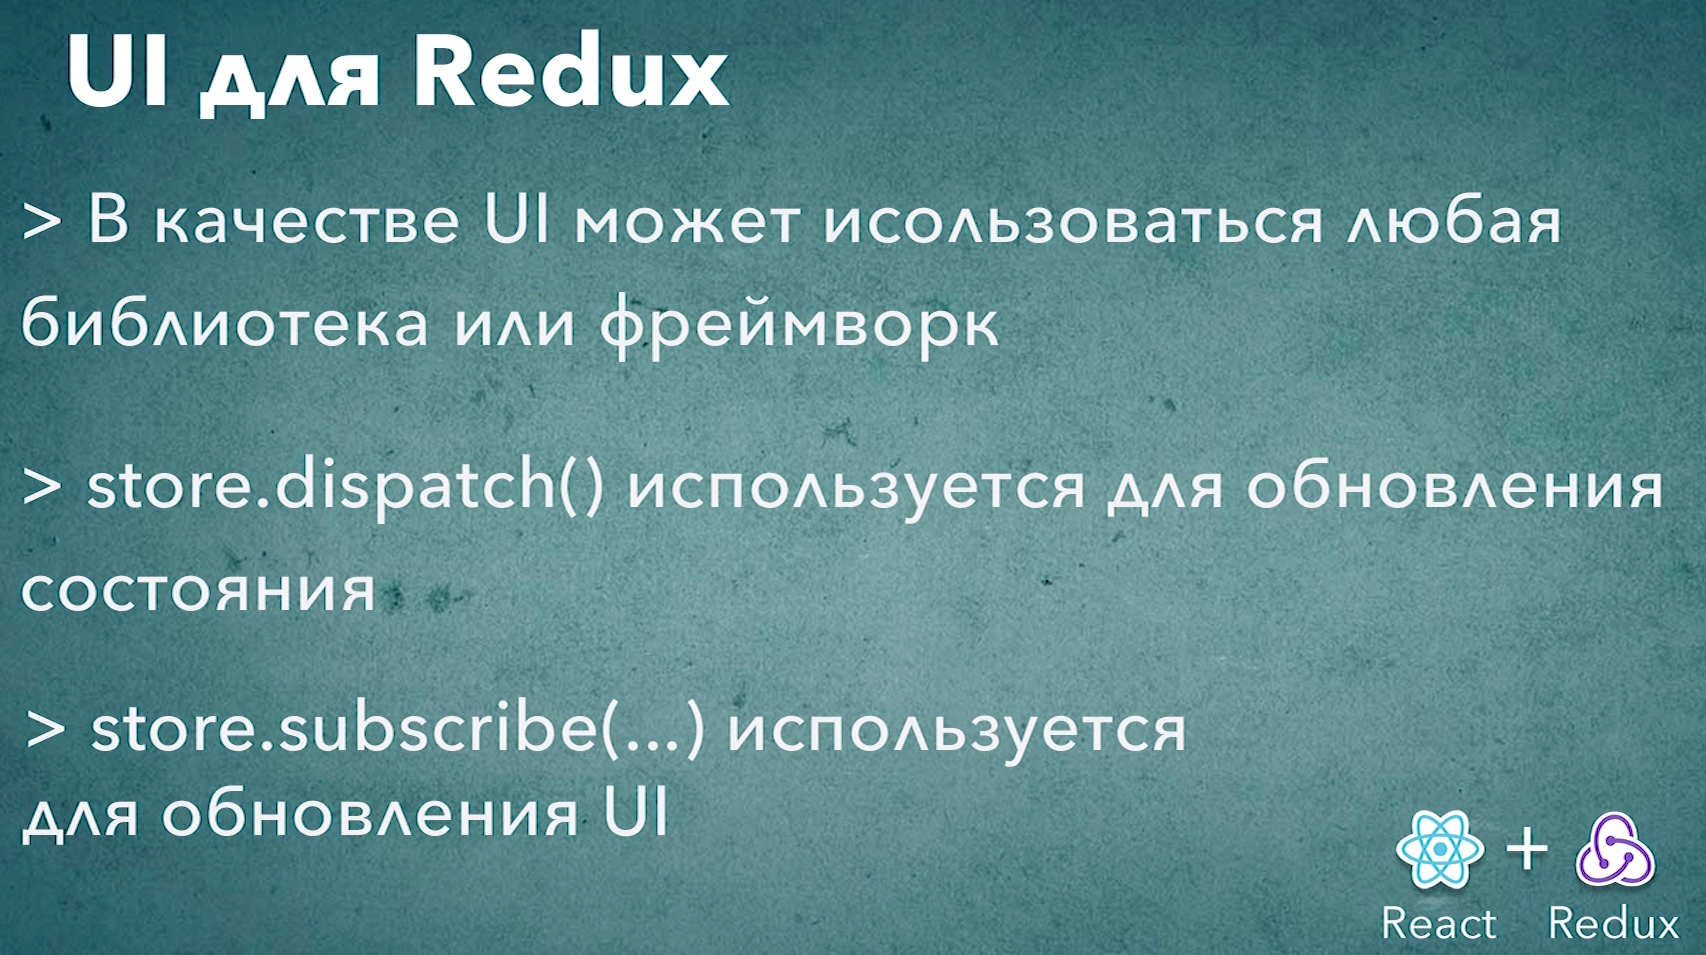 UI для Redux
> В качестве UI может исользоваться любая
библиотека или фреймворк
> store.dispatch() используется для обновления
состояния
> store.subscribe(...) используется
для обновления UI
+
React Redux